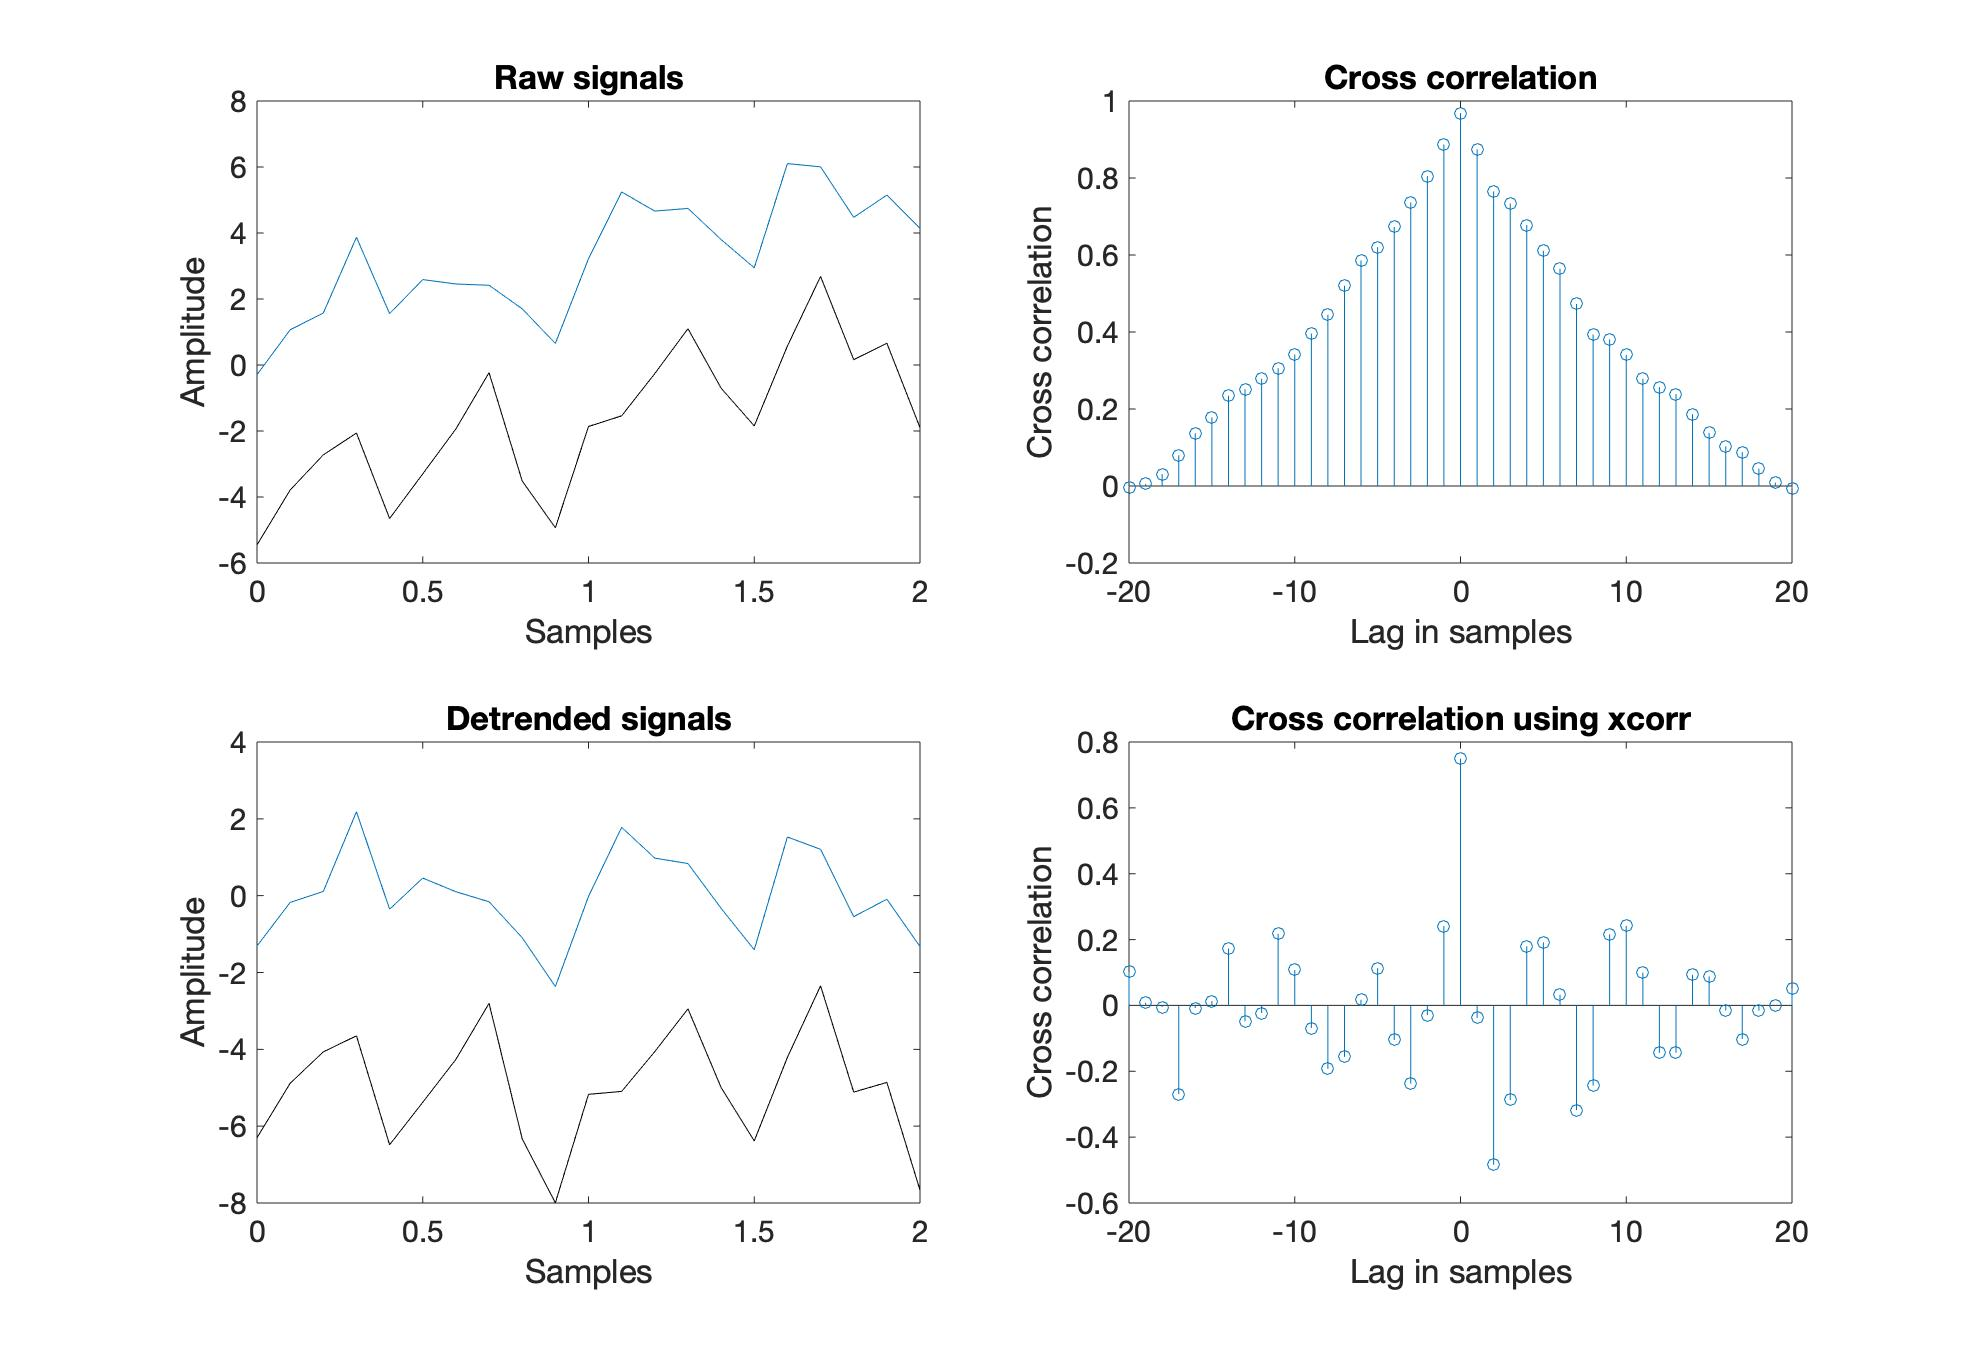 Raw signals
8
6
4
2
0
-2
-4
-6
Amplitude
0 0.5 1 1.5 2
Samples
Cross correlation
1
0.8
0.6
0.4
0.2
0
-0.2
Cross correlation
-20 -10 0 10 20
Lag in samples
Detrended signals
4
2
0
-2
-4
-6
-8
Amplitude
0 0.5 1 1.5 2
Samples
Cross correlation using xcorr
0.8
0.6
0.4
0.2
0
-0.2
-0.4
-0.6
Cross correlation
-20 -10 0 10 20
Lag in samples